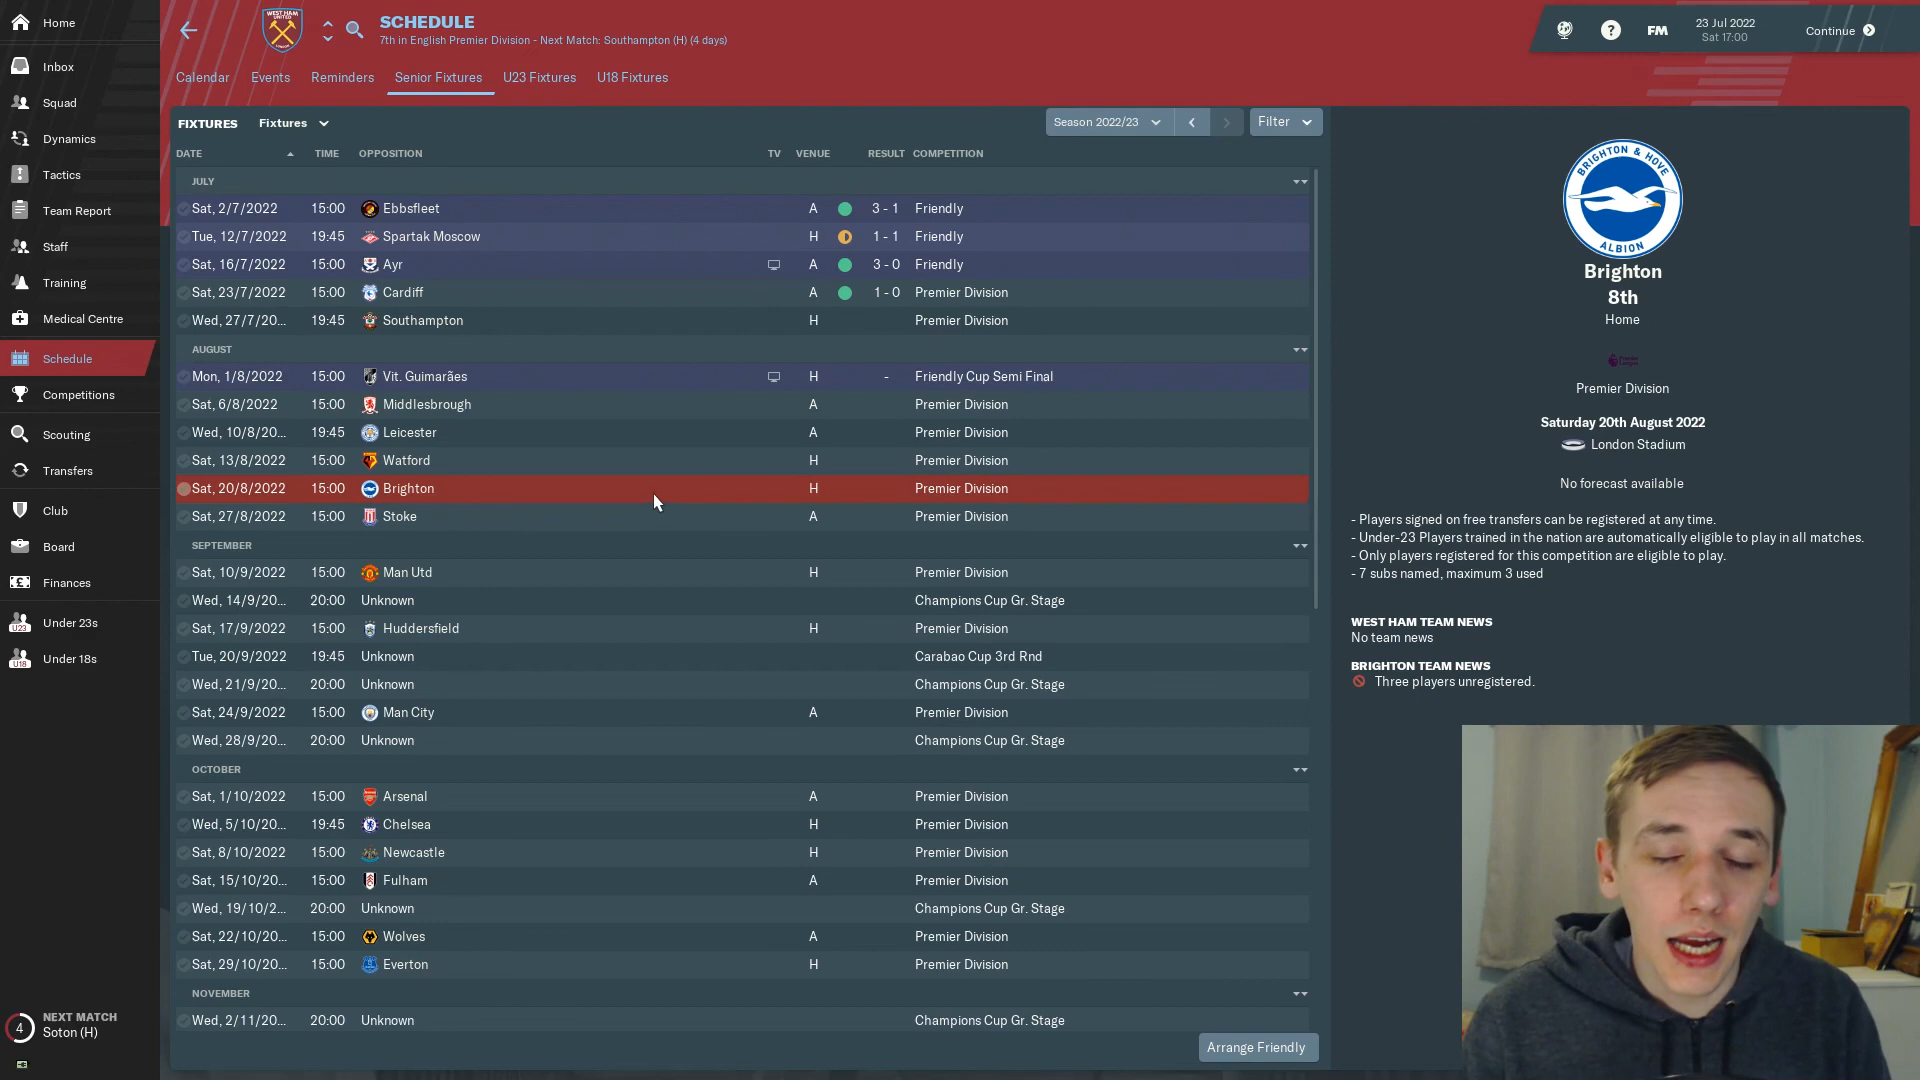 Home
Inbox
Squad
Dynamics
Tactics
Team Report
Staff
Training
Medical Centre
Schedule
Competitions
Scouting
Transfers
Club
Board
Finances
U23 Under 23s
U18 Under 18s
4 NEXT MATCH
Soton (H)
WEST HAM UNITED
SCHEDULE
7th in English Premier Division - Next Match: Southampton (H) (4 days)
? FM 23 Jul 2022 Continue
Sat 17:00
Calendar Events Reminders Senior Fixtures U23 Fixtures U18 Fixtures
FIXTURES Fixtures Season 2022/23 Filter
DATE TIME OPPOSITION TV VENUE RESULT COMPETITION
JULY
Sat, 2/7/2022 15:00 Ebbsfleet A 3 - 1 Friendly
Tue, 12/7/2022 19:45 Spartak Moscow H 1 - 1 Friendly
Sat, 16/7/2022 15:00 Ayr A 3 - 0 Friendly
Sat, 23/7/2022 15:00 Cardiff A 1 - 0 Premier Division
Wed, 27/7/20... 19:45 Southampton H Premier Division
AUGUST
Mon, 1/8/2022 15:00 Vit. Guimarães H - Friendly Cup Semi Final
Sat, 6/8/2022 15:00 Middlesbrough A Premier Division
Wed, 10/8/20... 19:45 Leicester A Premier Division
Sat, 13/8/2022 15:00 Watford H Premier Division
Sat, 20/8/2022 15:00 Brighton H Premier Division
Sat, 27/8/2022 15:00 Stoke A Premier Division
SEPTEMBER
Sat, 10/9/2022 15:00 Man Utd H Premier Division
Wed, 14/9/20... 20:00 Unknown Champions Cup Gr. Stage
Sat, 17/9/2022 15:00 Huddersfield H Premier Division
Tue, 20/9/2022 19:45 Unknown Carabao Cup 3rd Rnd
Wed, 21/9/20... 20:00 Unknown Champions Cup Gr. Stage
Sat, 24/9/2022 15:00 Man City A Premier Division
Wed, 28/9/20... 20:00 Unknown Champions Cup Gr. Stage
OCTOBER
Sat, 1/10/2022 15:00 Arsenal A Premier Division
Wed, 5/10/20... 19:45 Chelsea H Premier Division
Sat, 8/10/2022 15:00 Newcastle H Premier Division
Sat, 15/10/20... 15:00 Fulham A Premier Division
Wed, 19/10/2... 20:00 Unknown Champions Cup Gr. Stage
Sat, 22/10/20... 15:00 Wolves A Premier Division
Sat, 29/10/20... 15:00 Everton H Premier Division
NOVEMBER
Wed, 2/11/20... 20:00 Unknown Champions Cup Gr. Stage
Arrange Friendly
BRIGHTON & HOVE
ALBION
Brighton
8th
Home
Premier Division
Saturday 20th August 2022
London Stadium
No forecast available
- Players signed on free transfers can be registered at any time.
- Under-23 Players trained in the nation are automatically eligible to play in all matches.
- Only players registered for this competition are eligible to play.
- 7 subs named, maximum 3 used
WEST HAM TEAM NEWS
No team news
BRIGHTON TEAM NEWS
Three players unregistered.